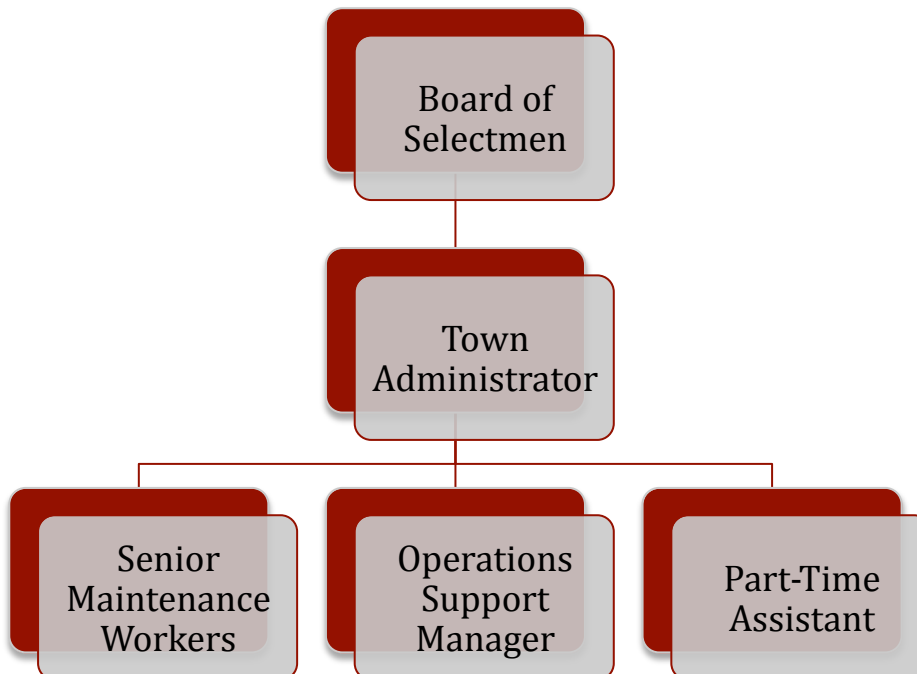 Board of
Selectmen
Town
Administrator
Senior
Maintenance
Workers
Operations
Support
Manager
Part-Time
Assistant